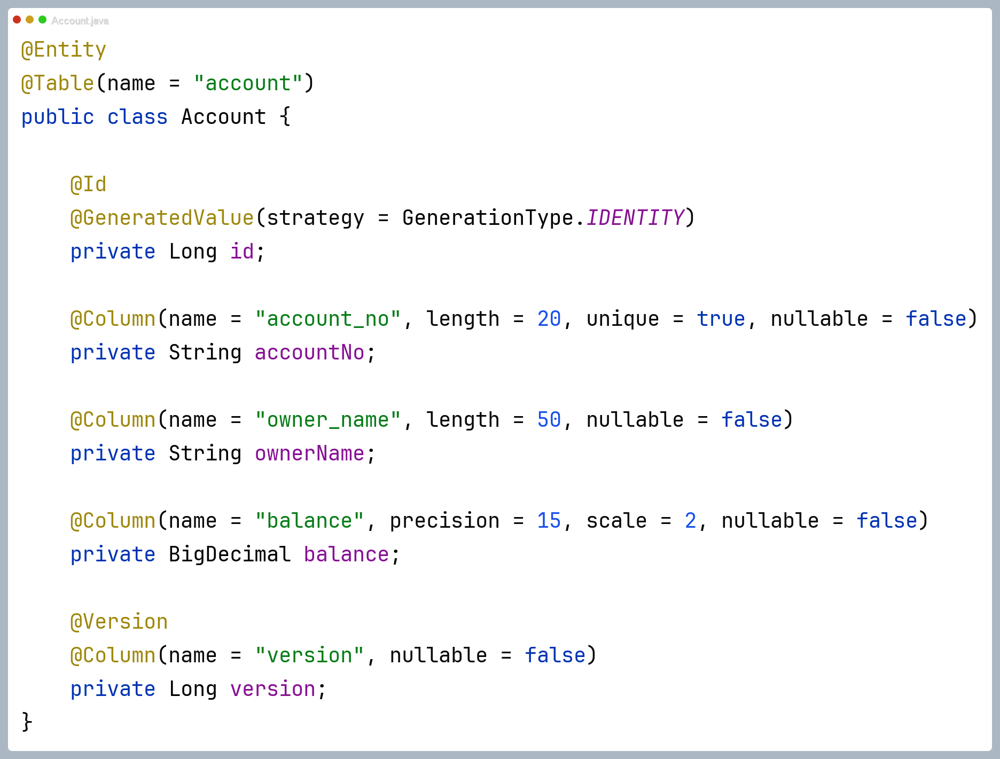 Account.java
@Entity
@Table(name = "account")
public class Account {
@Id
@GeneratedValue(strategy = GenerationType.IDENTITY)
private Long id;
@Column(name = "account_no", length = 20, unique = true, nullable = false)
private String accountNo;
@Column(name = "owner_name", length = 50, nullable = false)
private String ownerName;
@Column(name = "balance", precision = 15, scale = 2, nullable = false)
private BigDecimal balance;
@Version
@Column(name = "version", nullable = false)
private Long version;
}